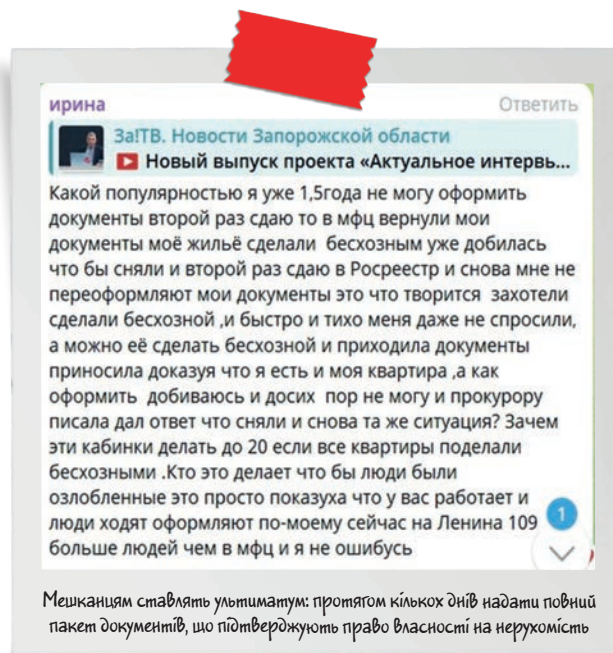 ирина
Ответить
За!ТВ. Новости Запорожской области
Новый выпуск проекта «Актуальное интервь...
Какой популярностью я уже 1,5года не могу оформить
документы второй раз сдаю то в мфц вернули мои
документы моё жильё сделали бесхозным уже добилась
что бы сняли и второй раз сдаю в Росреестр и снова мне не
переоформляют мои документы это что творится захотели
сделали бесхозной ,и быстро и тихо меня даже не спросили,
а можно её сделать бесхозной и приходила документы
приносила доказуя что я есть и моя квартира ,а как
оформить добиваюсь и досих пор не могу и прокурору
писала дал ответ что сняли и снова та же ситуация? Зачем
эти кабинки делать до 20 если все квартиры поделали
бесхозными .Кто это делает что бы люди были
озлобленные это просто показуха что у вас работает и
люди ходят оформляют по-моему сейчас на Ленина 109
больше людей чем в мфц и я не ошибусь
1
Мешканцям ставлять ультиматум: протягом кількох днів надати повний
пакет документів, що підтверджують право власності на нерухомість